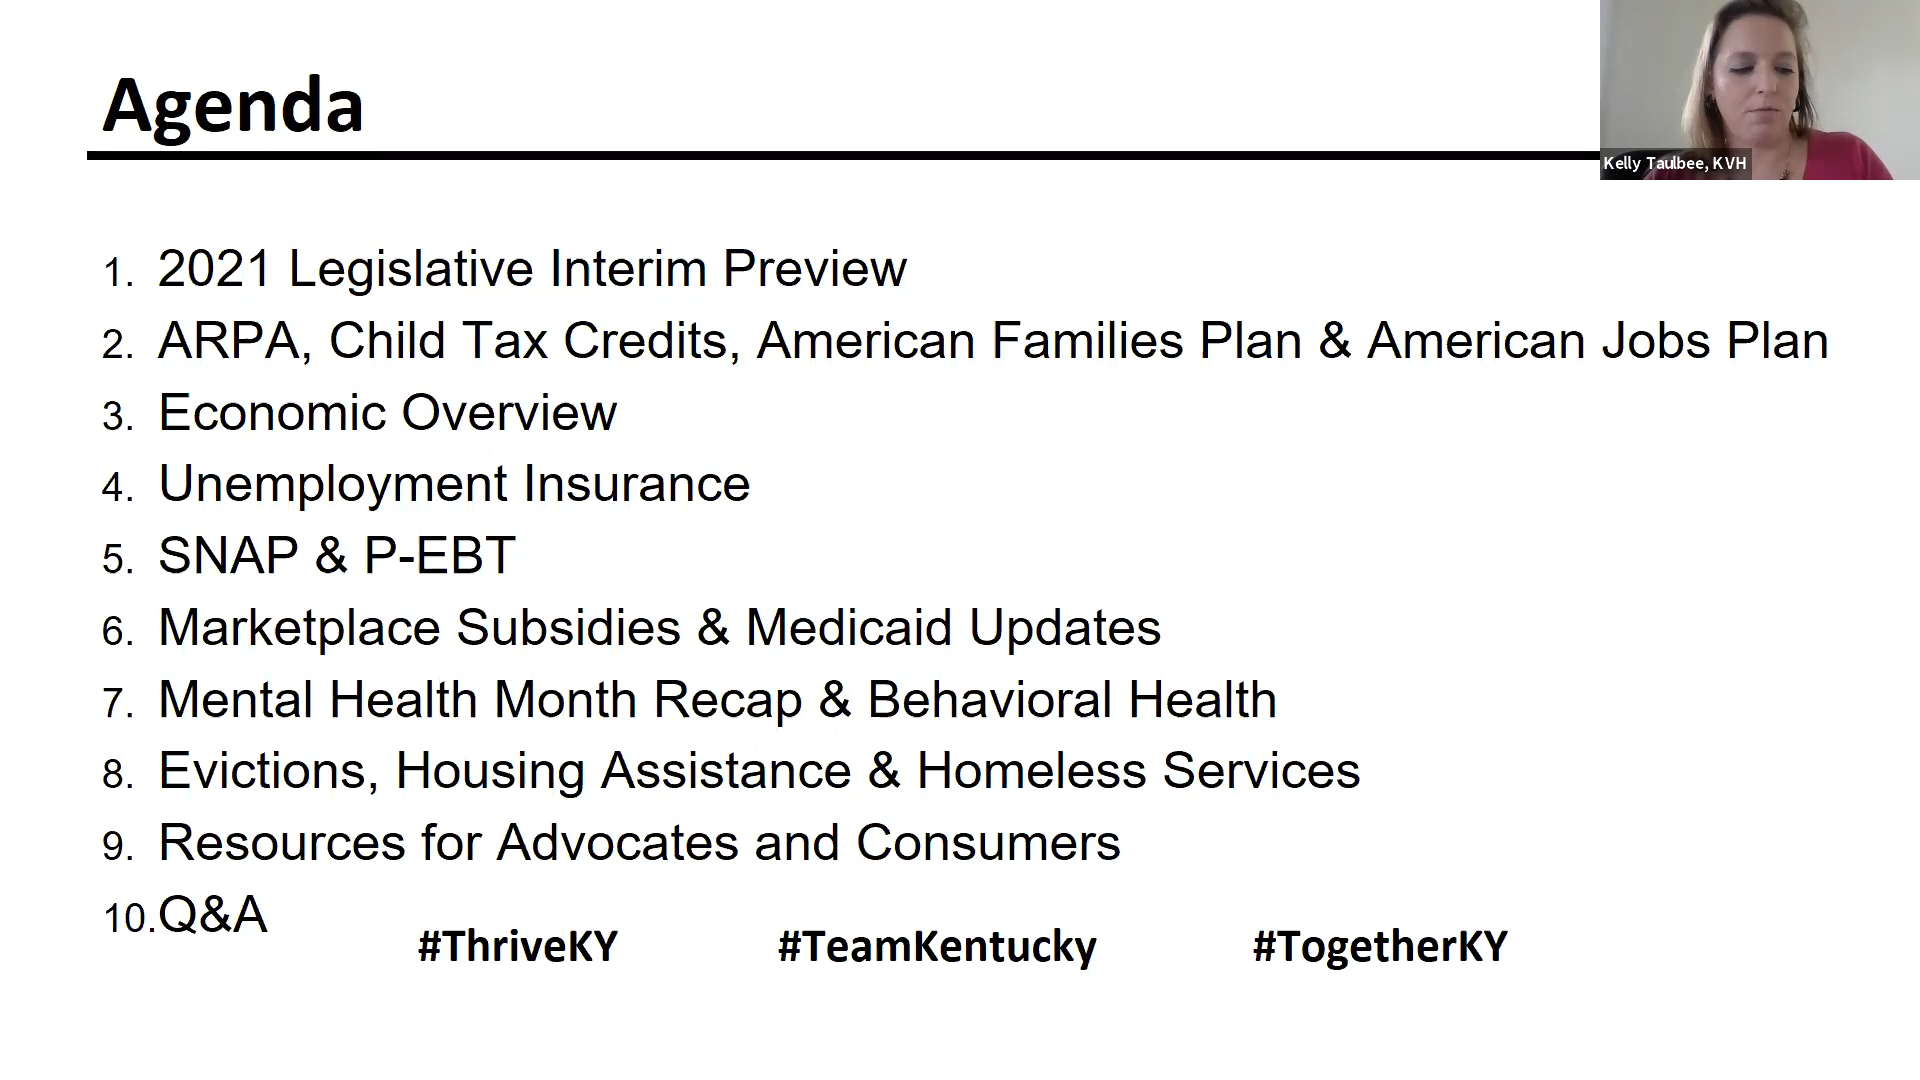 Agenda
Kelly Taulbee, KVH
1. 2021 Legislative Interim Preview
2. ARPA, Child Tax Credits, American Families Plan & American Jobs Plan
3. Economic Overview
4. Unemployment Insurance
5. SNAP & P-EBT
6. Marketplace Subsidies & Medicaid Updates
7. Mental Health Month Recap & Behavioral Health
8. Evictions, Housing Assistance & Homeless Services
9. Resources for Advocates and Consumers
10. Q&A
#ThriveKY #TeamKentucky #TogetherKY